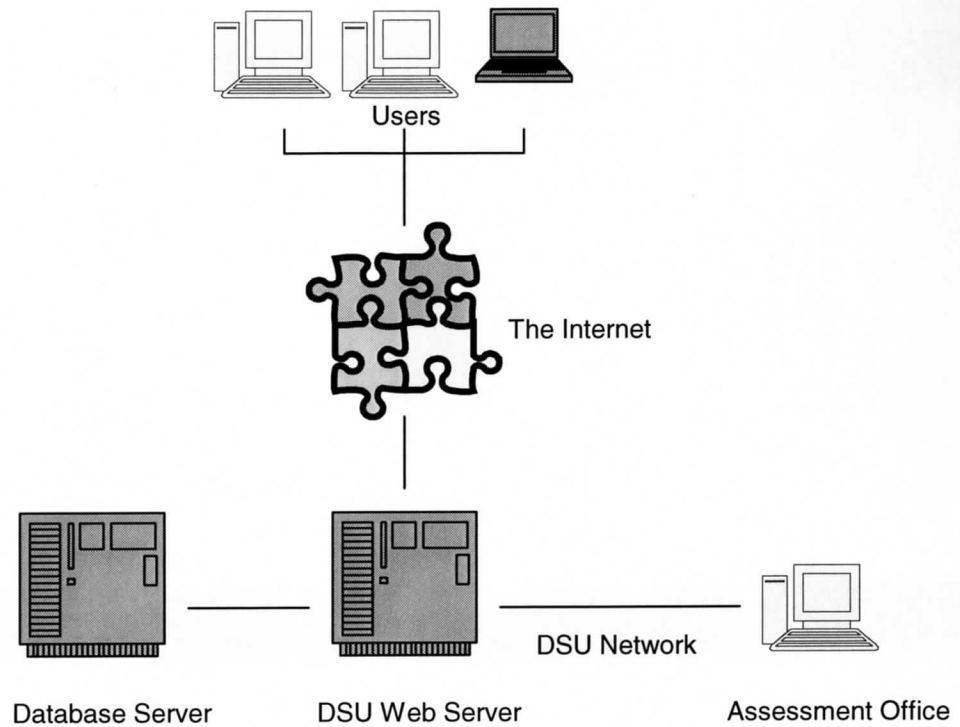 Users
The Internet
DSU Network
Database Server
DSU Web Server
Assessment Office